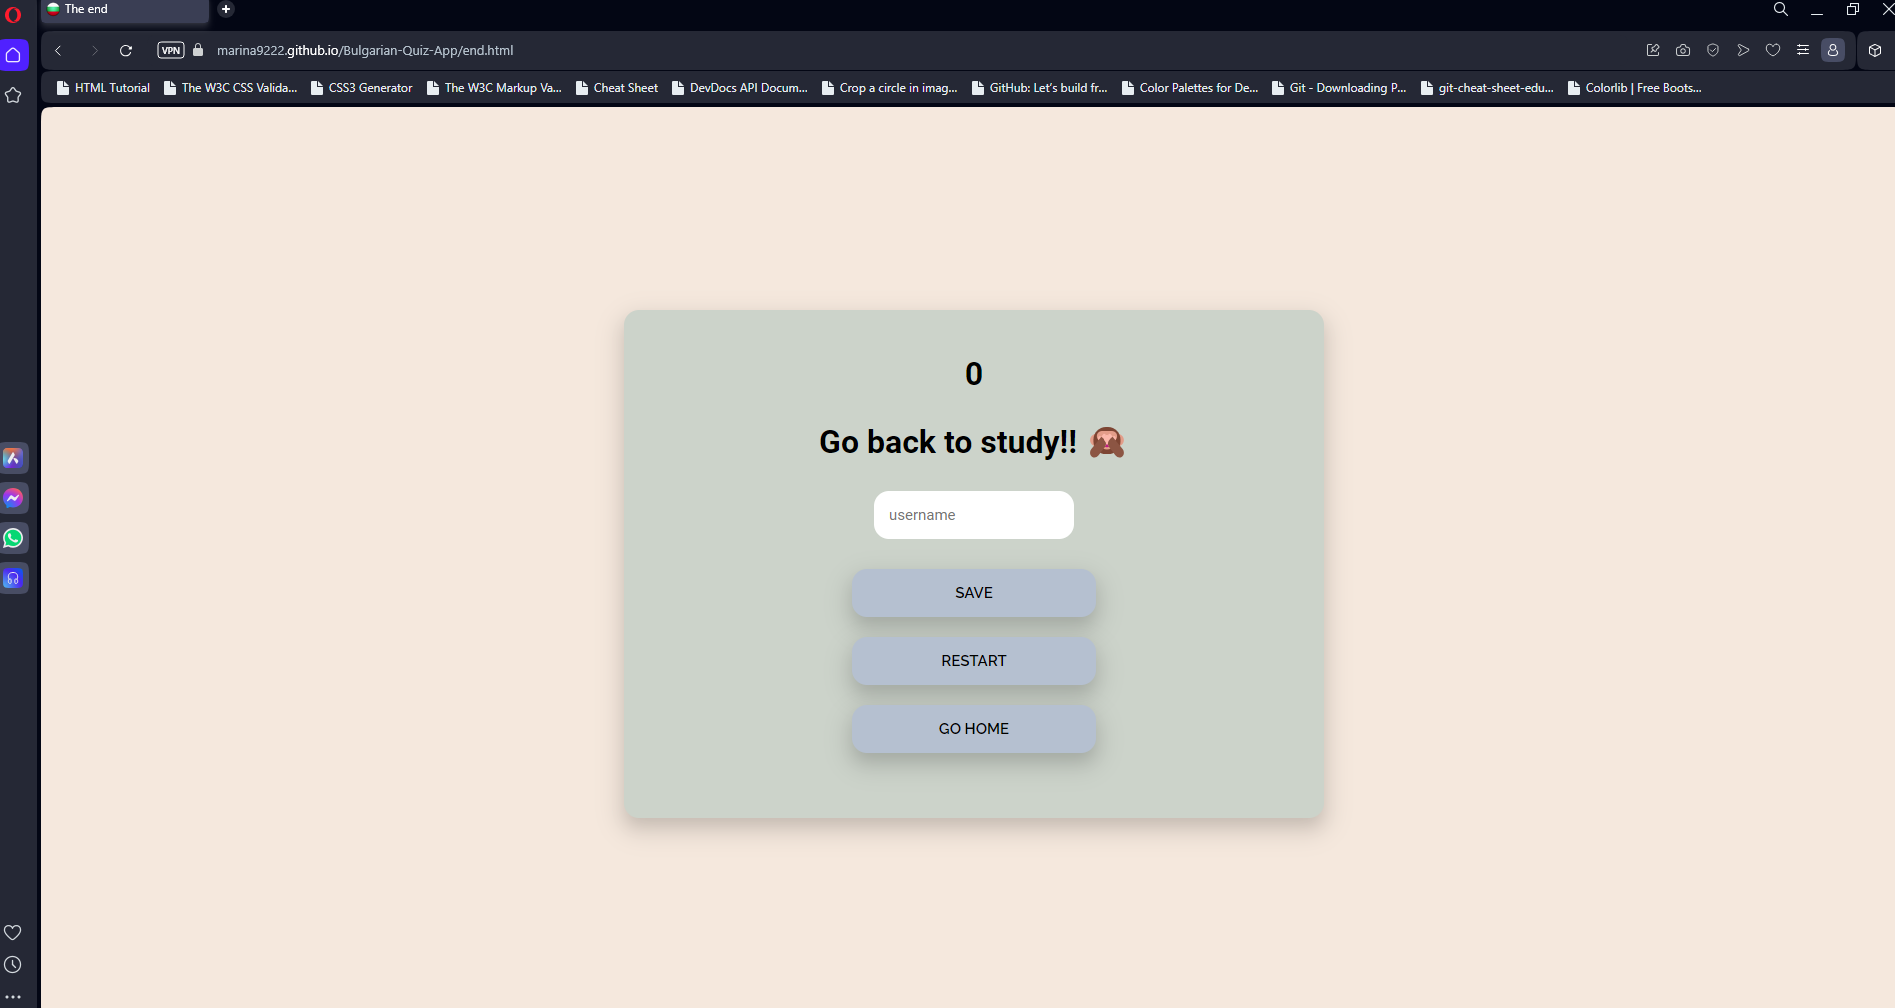 The end
VPN
marina9222.github.io/Bulgarian-Quiz-App/end.html
HTML Tutorial
The W3C CSS Valida...
CSS3 Generator
The W3C Markup Va...
Cheat Sheet
DevDocs API Docum...
Crop a circle in imag...
GitHub: Let's build fr...
Color Palettes for De...
Git - Downloading P...
git-cheat-sheet-edu...
Colorlib | Free Boots...
0
Go back to study!! 🙈
username
SAVE
RESTART
GO HOME